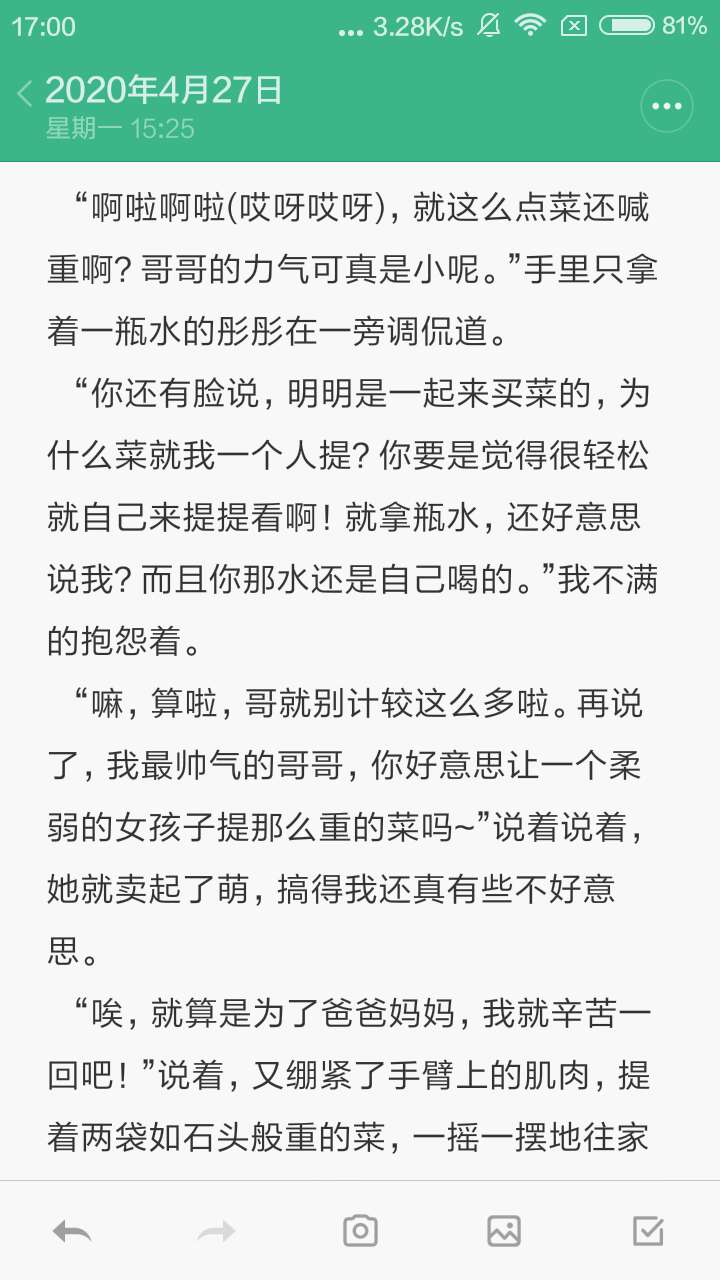 17:00 ... 3.28K/s 81%
2020年4月27日
星期一 15:25
“啊啦啊啦(哎呀哎呀)，就这么点菜还喊
重啊？哥哥的力气可真是小呢。”手里只拿
着一瓶水的彤彤在一旁调侃道。
“你还有脸说，明明是一起来买菜的，为
什么菜就我一个人提？你要是觉得很轻松
就自己来提提看啊！就拿瓶水，还好意思
说我？而且你那水还是自己喝的。”我不满
的抱怨着。
“嘛，算啦，哥就别计较这么多啦。再说
了，我最帅气的哥哥，你好意思让一个柔
弱的女孩子提那么重的菜吗~”说着说着，
她就卖起了萌，搞得我还真有些不好意
思。
“唉，就算是为了爸爸妈妈，我就辛苦一
回吧！”说着，又绷紧了手臂上的肌肉，提
着两袋如石头般重的菜，一摇一摆地往家